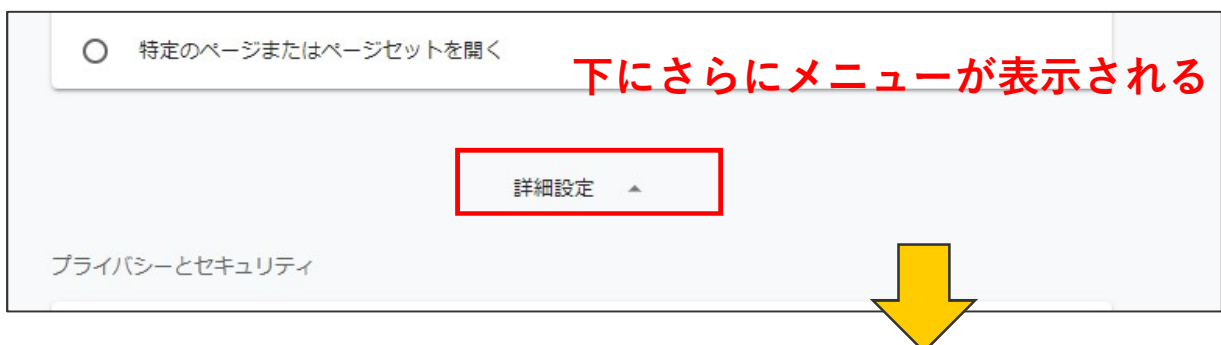 特定のページまたはページセットを開く
下にさらにメニューが表示される
詳細設定
プライバシーとセキュリティ